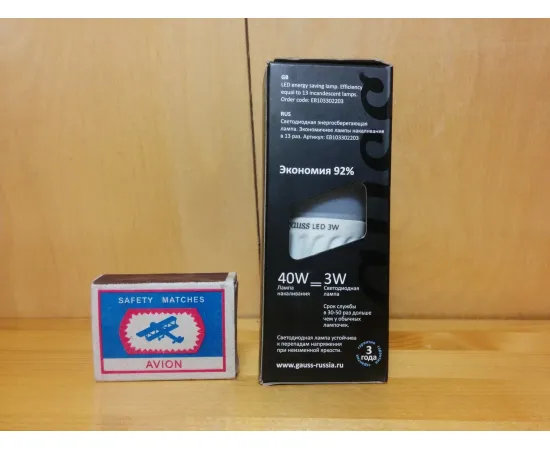 SAFETY MATCHES
AVION
GB
LED energy saving lamp. Efficiency
equal to 13 incandescent lamps.
Order code: EB103302203
RUS
Светодиодная энергосберегающая
лампа. Экономичнее лампы накаливания
в 13 раз. Артикул: EB103302203
Экономия 92%
gauss LED 3W
40W = 3W
Лампа накаливания
Светодиодная лампа
Срок службы
в 30-50 раз дольше
чем у обычных
лампочек.
Светодиодная лампа устойчива
к перепадам напряжения
при неизменной яркости.
3
года
www.gauss-russia.ru